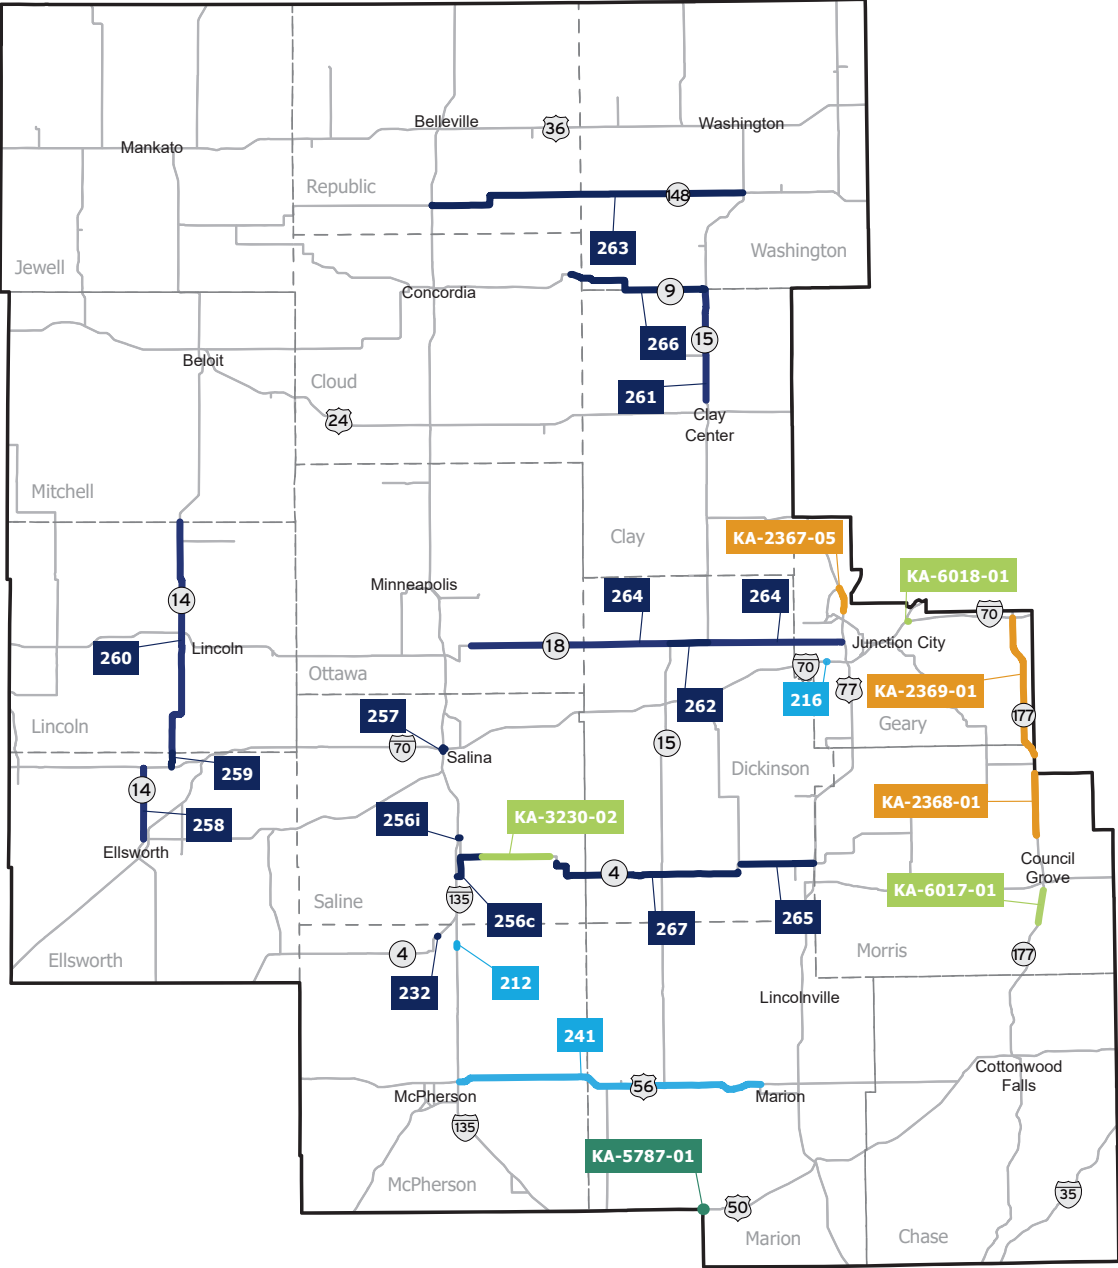 Belleville
36
Washington
Mankato
Republic
148
263
Washington
Jewell
Concordia
9
266
15
Beloit
Cloud
261
24
Clay
Center
Mitchell
Clay
KA-2367-05
KA-6018-01
Minneapolis
264
264
14
70
Junction City
18
Lincoln
260
Ottawa
70
77
KA-2369-01
216
262
257
177
Lincoln
Geary
70
15
Salina
259
Dickinson
14
KA-2368-01
258
256i
KA-3230-02
Ellsworth
Council
Grove
4
KA-6017-01
135
Saline
256c
265
267
4
Morris
177
Ellsworth
212
232
Lincolnville
241
Cottonwood
Falls
56
McPherson
Marion
135
KA-5787-01
McPherson
35
50
Marion
Chase